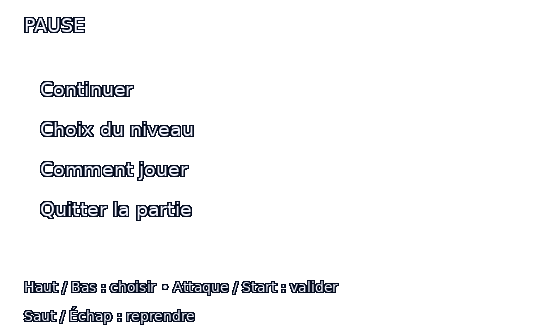 PAUSE
Continuer
Choix du niveau
Comment jouer
Quitter la partie
Haut / Bas : choisir • Attaque / Start : valider
Saut / Échap : reprendre